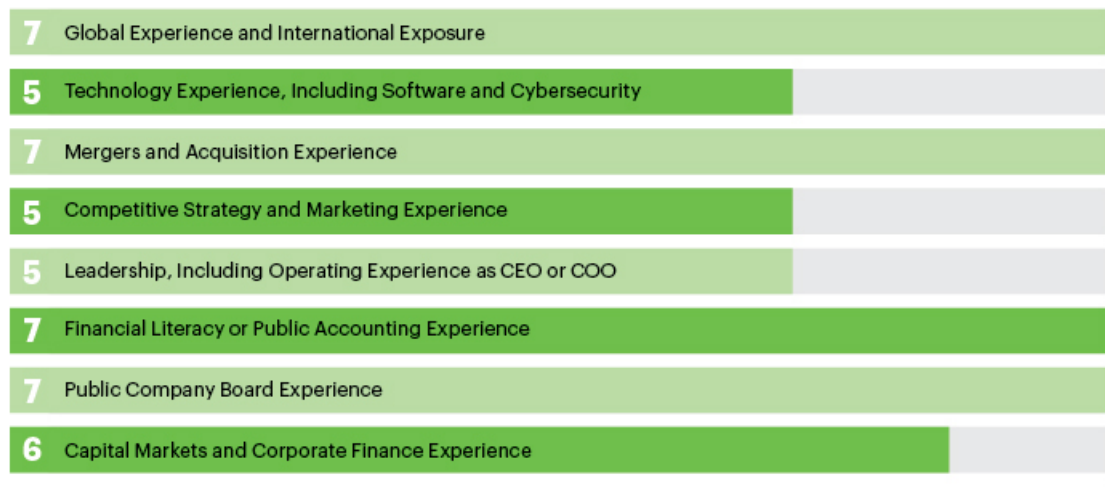 7 Global Experience and International Exposure
5 Technology Experience, Including Software and Cybersecurity
7 Mergers and Acquisition Experience
5 Competitive Strategy and Marketing Experience
5 Leadership, Including Operating Experience as CEO or COO
7 Financial Literacy or Public Accounting Experience
7 Public Company Board Experience
6 Capital Markets and Corporate Finance Experience